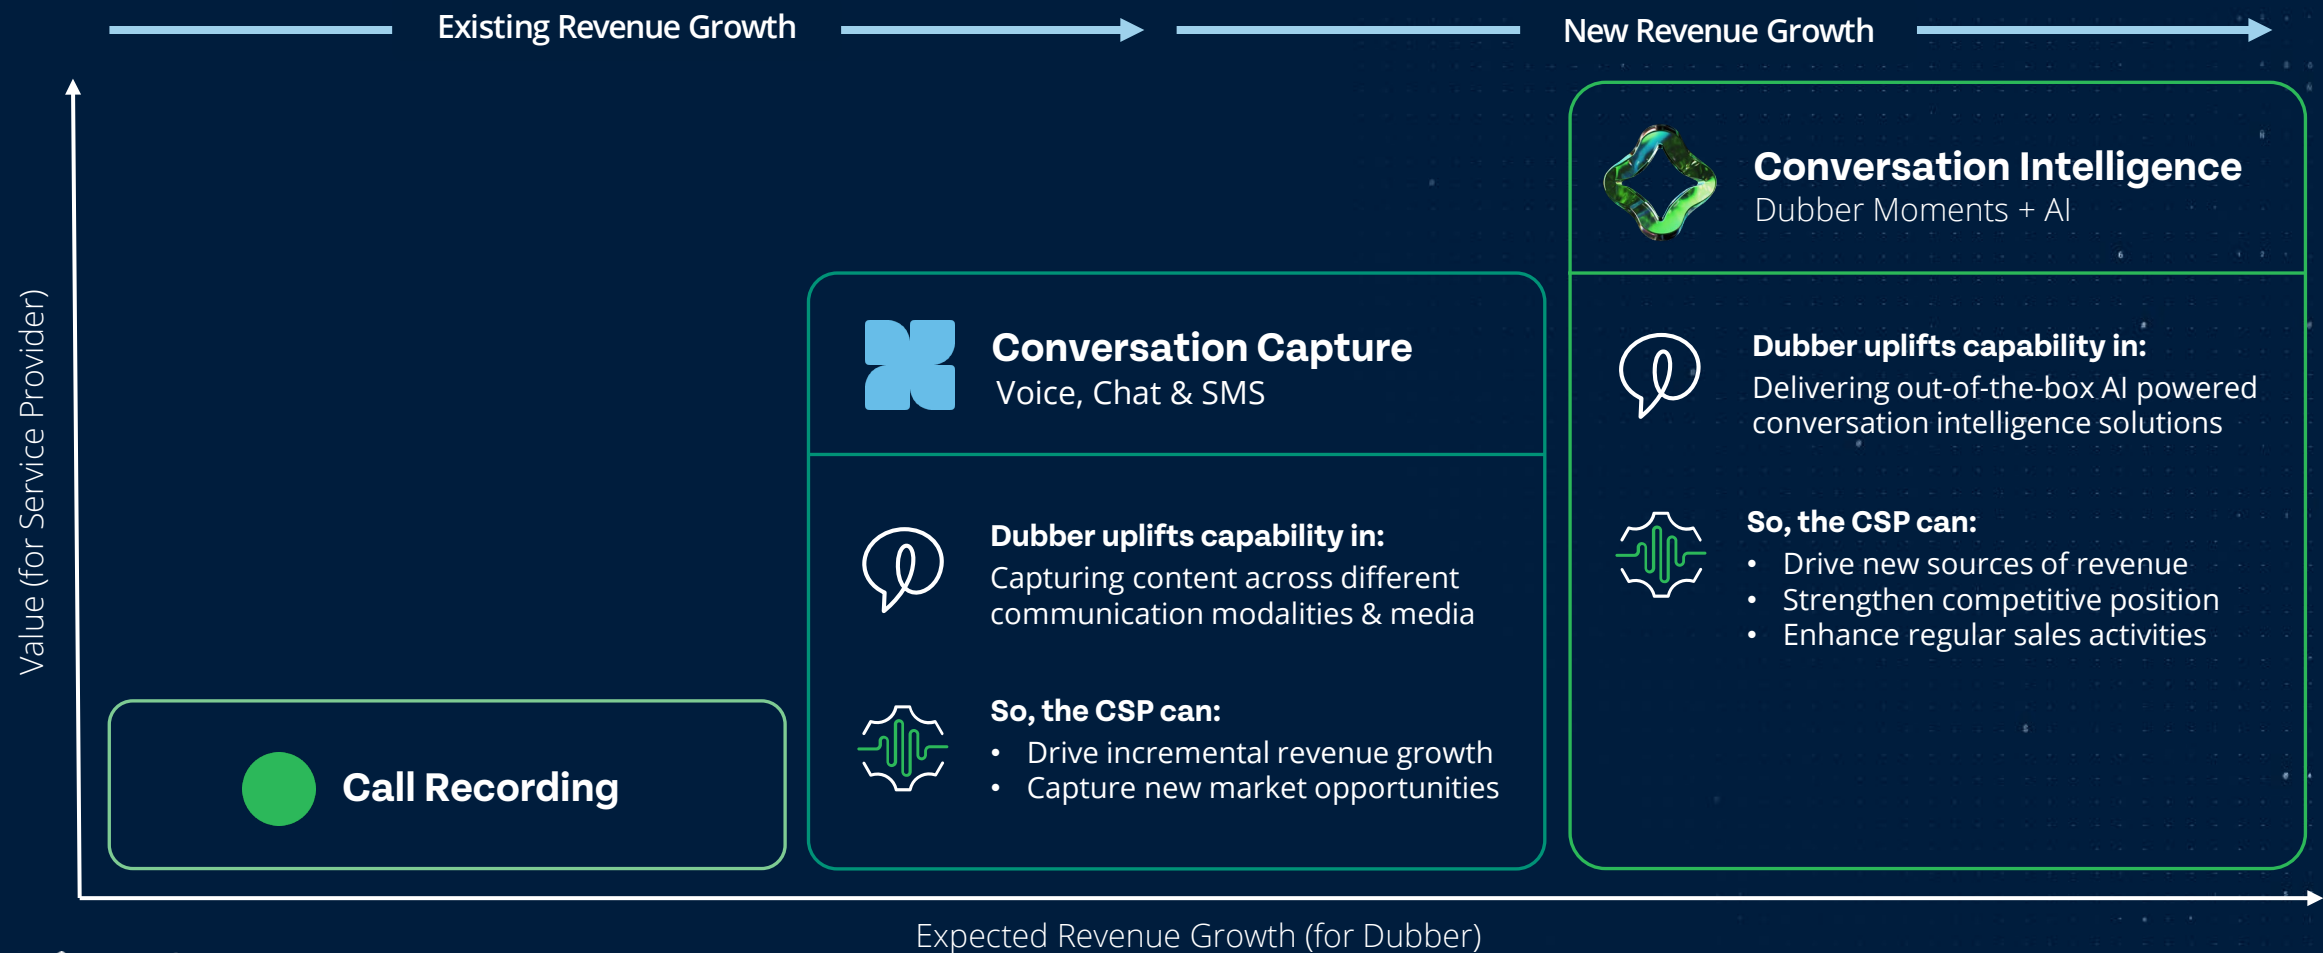 Existing Revenue Growth
New Revenue Growth
Value (for Service Provider)
Call Recording
Conversation Capture
Voice, Chat & SMS
Dubber uplifts capability in:
Capturing content across different
communication modalities & media
So, the CSP can:
• Drive incremental revenue growth
• Capture new market opportunities
Conversation Intelligence
Dubber Moments + AI
Dubber uplifts capability in:
Delivering out-of-the-box AI powered
conversation intelligence solutions
So, the CSP can:
• Drive new sources of revenue
• Strengthen competitive position
• Enhance regular sales activities
Expected Revenue Growth (for Dubber)